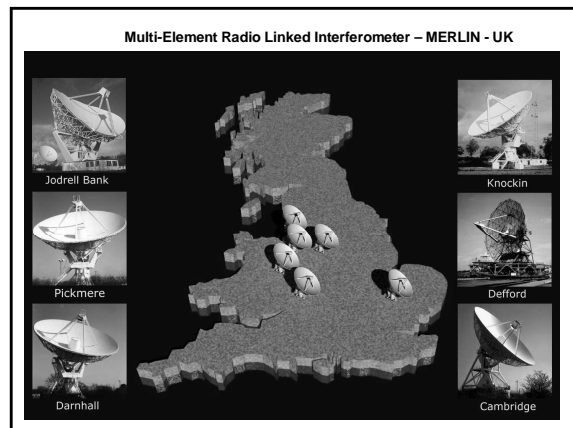 Multi-Element Radio Linked Interferometer – MERLIN - UK
Jodrell Bank
Pickmere
Darnhall
Knockin
Defford
Cambridge